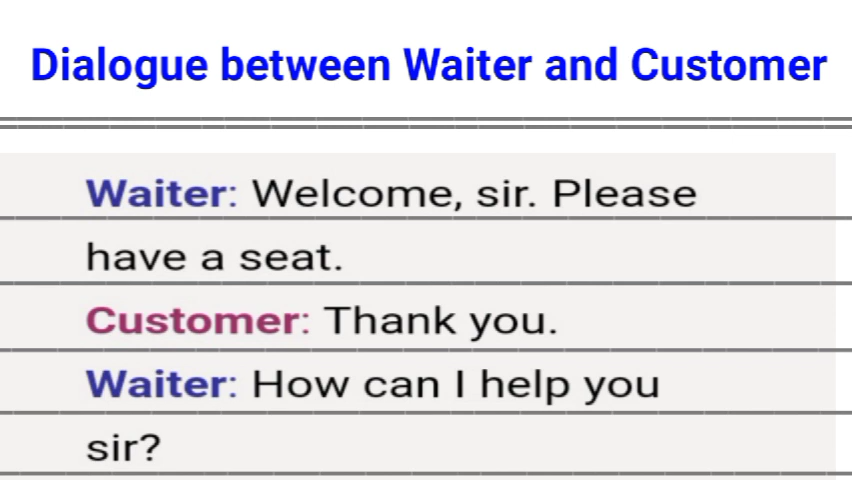 Dialogue between Waiter and Customer
Waiter: Welcome, sir. Please
have a seat.
Customer: Thank you.
Waiter: How can I help you
sir?